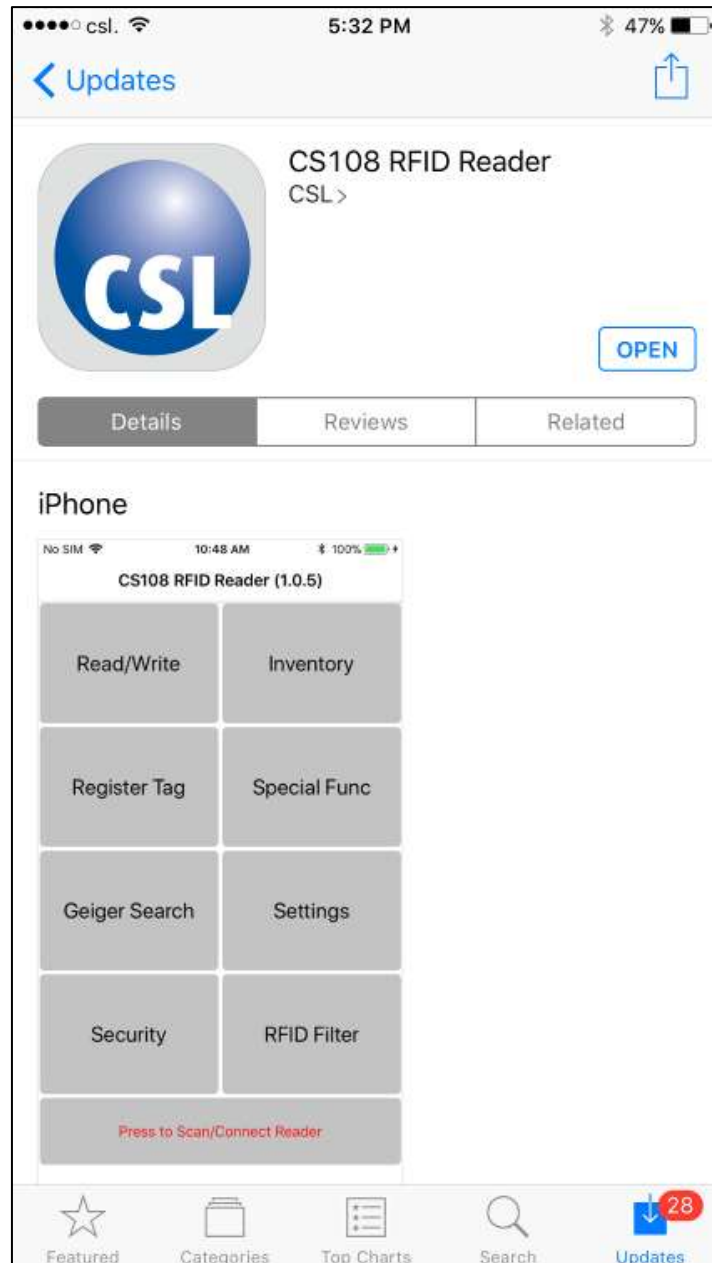 csl. 5:32 PM 47%
Updates
CS108 RFID Reader
CSL >
CSL
OPEN
Details Reviews Related
iPhone
No SIM 10:48 AM 100%
CS108 RFID Reader (1.0.5)
Read/Write Inventory
Register Tag Special Func
Geiger Search Settings
Security RFID Filter
Press to Scan/Connect Reader
28
Featured Categories Top Charts Search Updates